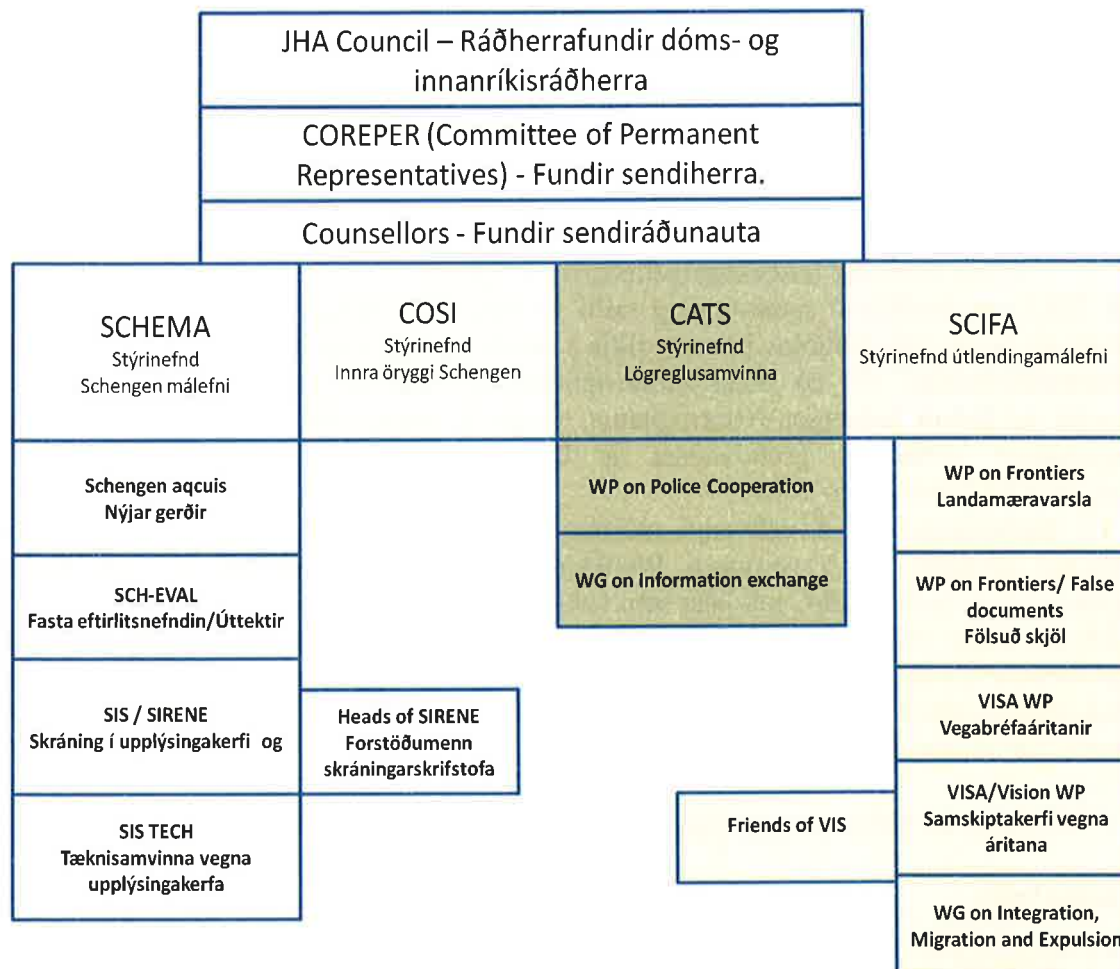 JHA Council – Ráðherrafundir dóms- og
innanríkisráðherra
COREPER (Committee of Permanent
Representatives) - Fundir sendiherra.
Counsellors - Fundir sendiráðunauta
SCHEMA
Stýrinefnd
Schengen málefni
COSI
Stýrinefnd
Innra öryggi Schengen
CATS
Stýrinefnd
Lögreglusamvinna
SCIFA
Stýrinefnd útlendingamálefni
Schengen aqcuis
Nýjar gerðir
SCH-EVAL
Fasta eftirlitsnefndin/Úttektir
SIS / SIRENE
Skráning í upplýsingakerfi og
SIS TECH
Tæknisamvinna vegna
upplýsingakerfa
Heads of SIRENE
Forstöðumenn
skráningarskrifstofa
WP on Police Cooperation
WG on Information exchange
Friends of VIS
WP on Frontiers
Landamæravarsla
WP on Frontiers/ False
documents
Fölsuð skjöl
VISA WP
Vegabréfaáritanir
VISA/Vision WP
Samskiptakerfi vegna
áritana
WG on Integration,
Migration and Expulsion